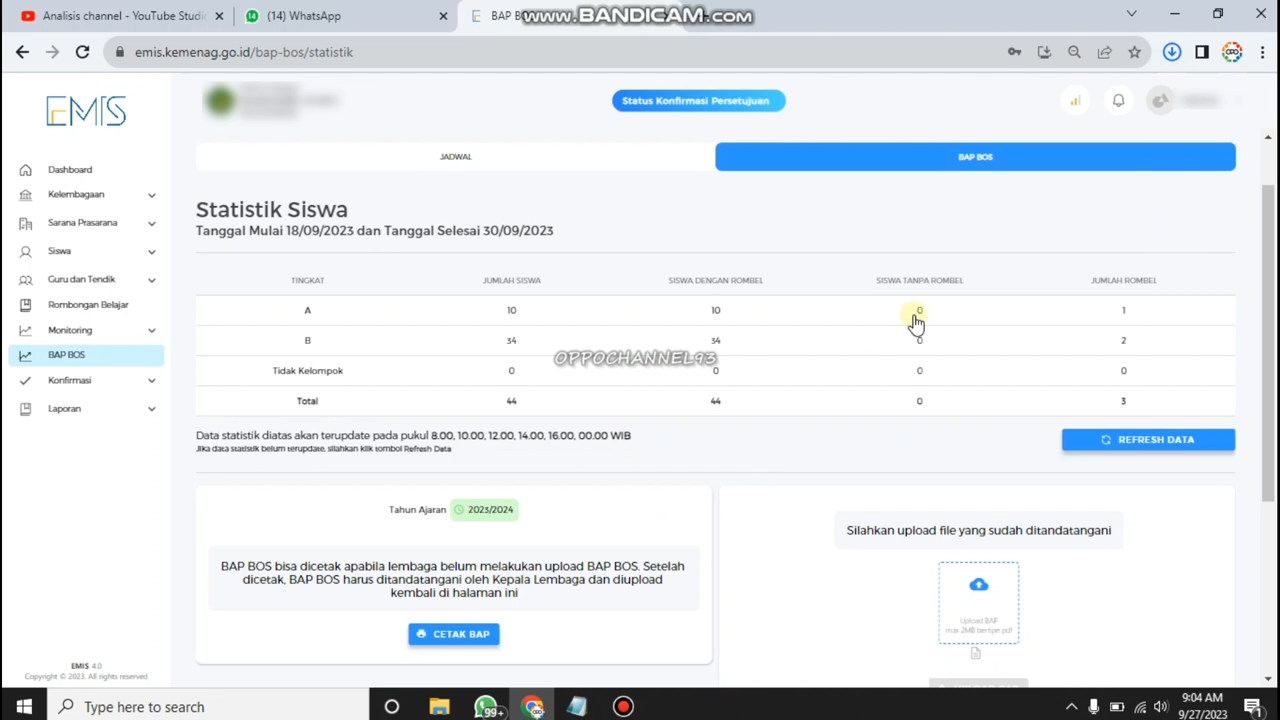 Analisis channel - YouTube Studi
(14) WhatsApp
BAP B
www.BANDICAM.com
emis.kemenag.go.id/bap-bos/statistik
EMIS
Status Konfirmasi Persetujuan
Dashboard
Kelembagaan
Sarana Prasarana
Siswa
Guru dan Tendik
Rombongan Belajar
Monitoring
BAP BOS
Konfirmasi
Laporan
JADWAL
BAP BOS
Statistik Siswa
Tanggal Mulai 18/09/2023 dan Tanggal Selesai 30/09/2023
TINGKAT JUMLAH SISWA SISWA DENGAN ROMBEL SISWA TANPA ROMBEL JUMLAH ROMBEL
A 10 10 0 1
B 34 34 0 2
OPPOCHANNEL93
Tidak Kelompok 0 0 0 0
Total 44 44 0 3
Data statistik diatas akan terupdate pada pukul 8.00, 10.00, 12.00, 14.00, 16.00, 00.00 WIB
Jika data statistik belum terupdate, silahkan klik tombol Refresh Data
REFRESH DATA
Tahun Ajaran 2023/2024
BAP BOS bisa dicetak apabila lembaga belum melakukan upload BAP BOS. Setelah
dicetak, BAP BOS harus ditandatangani oleh Kepala Lembaga dan diupload
kembali di halaman ini
CETAK BAP
Silahkan upload file yang sudah ditandatangani
Upload BAP
max 2MB bertipe pdf
EMIS 4.0
Copyright © 2023. All rights reserved
Type here to search
99+
9:04 AM
9/27/2023
1